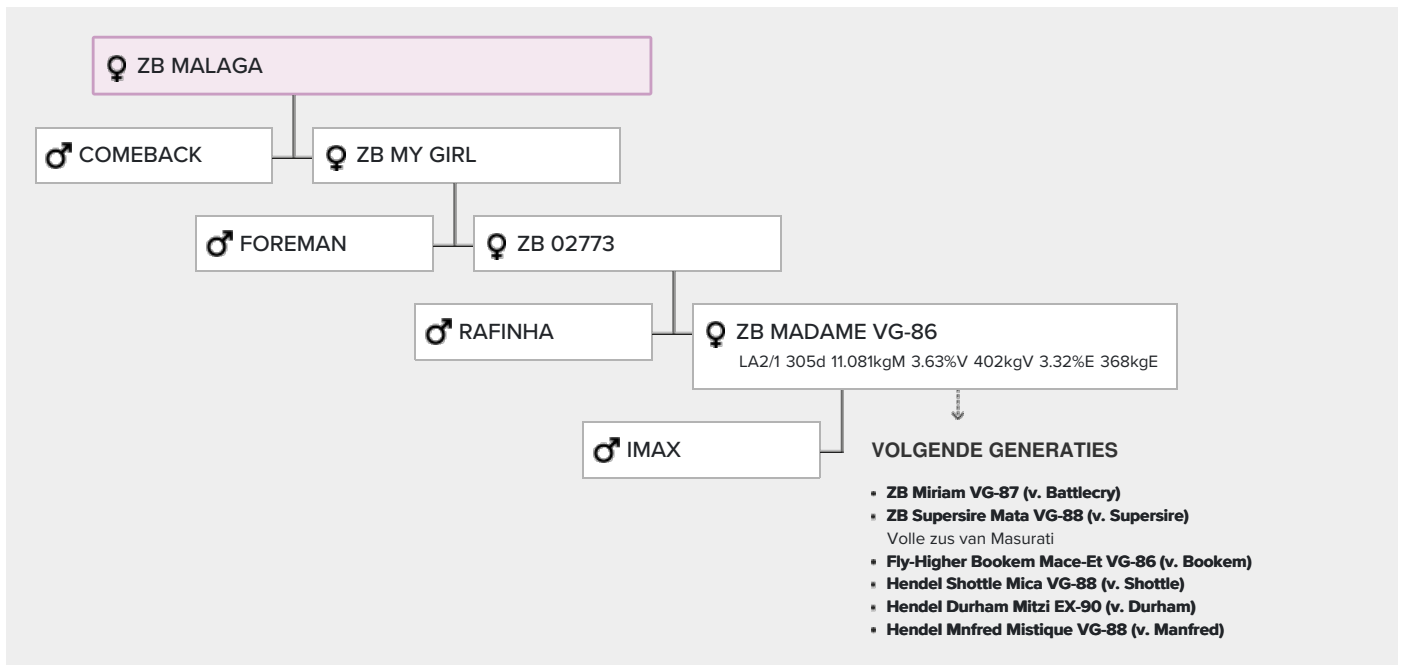 ZB MALAGA
COMEBACK
ZB MY GIRL
FOREMAN
ZB 02773
RAFINHA
ZB MADAME VG-86
LA2/1 305d 11.081kgM 3.63%V 402kgV 3.32%E 368kgE
IMAX
VOLGENDE GENERATIES
ZB Miriam VG-87 (v. Battlecry)
ZB Supersire Mata VG-88 (v. Supersire)
Volle zus van Masurati
Fly-Higher Bookem Mace-Et VG-86 (v. Bookem)
Hendel Shottle Mica VG-88 (v. Shottle)
Hendel Durham Mitzi EX-90 (v. Durham)
Hendel Mnfred Mistique VG-88 (v. Manfred)